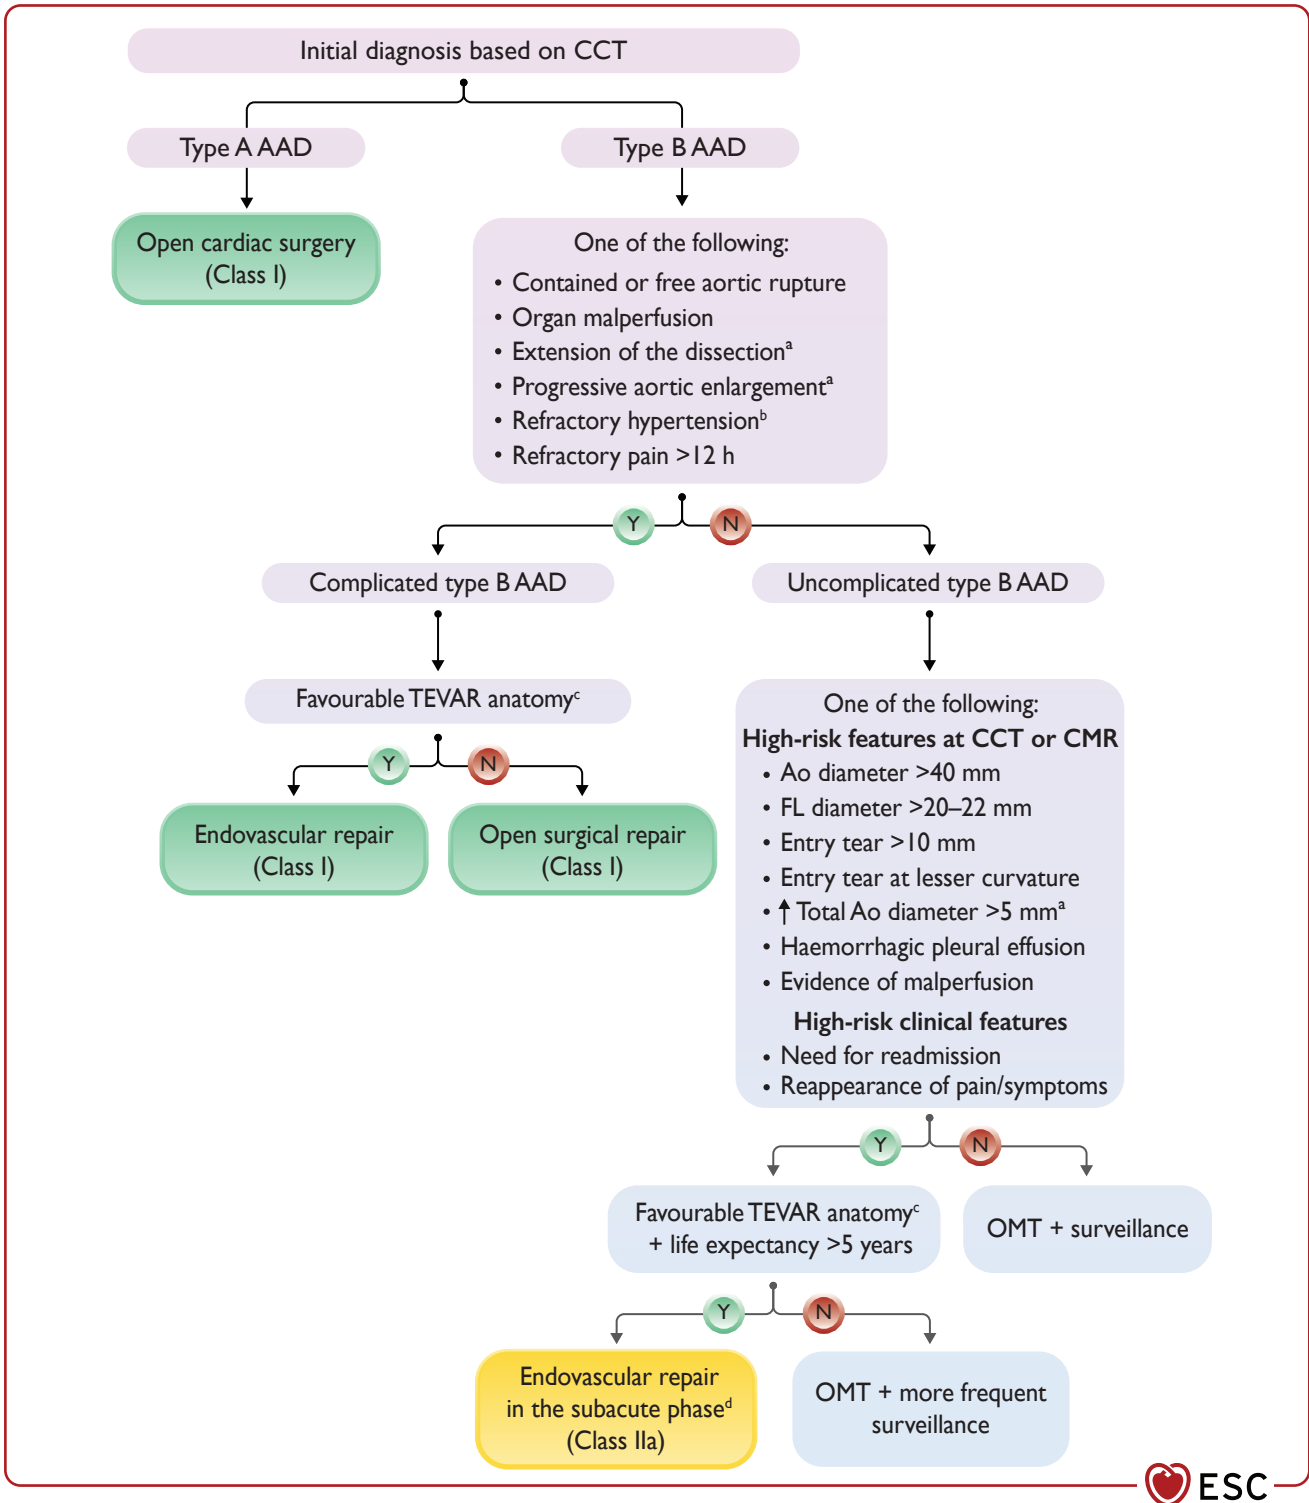 Initial diagnosis based on CCT
Type A AAD
Type B AAD
Open cardiac surgery
(Class I)
One of the following:
• Contained or free aortic rupture
• Organ malperfusion
• Extension of the dissectionᵃ
• Progressive aortic enlargementᵃ
• Refractory hypertensionᵇ
• Refractory pain >12 h
Y
N
Complicated type B AAD
Uncomplicated type B AAD
Favourable TEVAR anatomyᶜ
Y
N
Endovascular repair
(Class I)
Open surgical repair
(Class I)
One of the following:
High-risk features at CCT or CMR
• Ao diameter >40 mm
• FL diameter >20–22 mm
• Entry tear >10 mm
• Entry tear at lesser curvature
• ↑ Total Ao diameter >5 mmᵃ
• Haemorrhagic pleural effusion
• Evidence of malperfusion
High-risk clinical features
• Need for readmission
• Reappearance of pain/symptoms
Y
N
Favourable TEVAR anatomyᶜ
+ life expectancy >5 years
OMT + surveillance
Y
N
Endovascular repair
in the subacute phaseᵈ
(Class IIa)
OMT + more frequent
surveillance
ESC